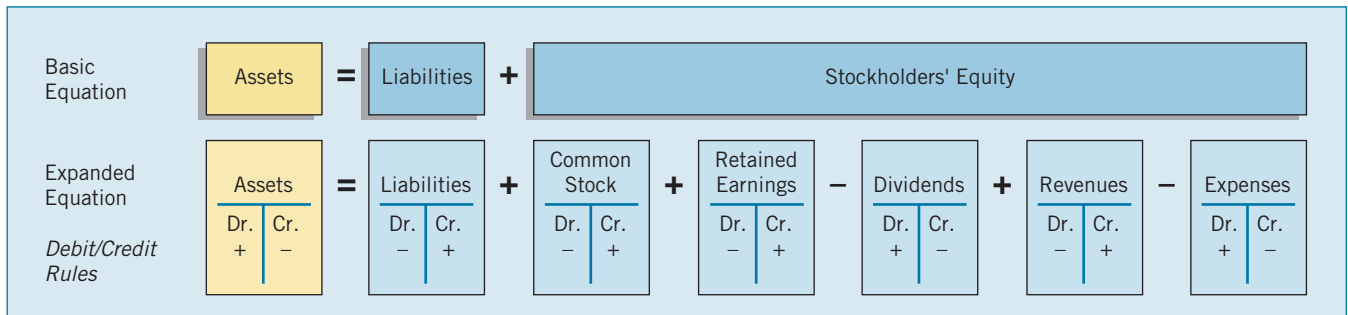 Basic
Equation
Assets = Liabilities + Stockholders' Equity
Expanded
Equation
Debit/Credit
Rules
Assets
Dr. Cr.
+ –
=
Liabilities
Dr. Cr.
– +
+
Common
Stock
Dr. Cr.
– +
+
Retained
Earnings
Dr. Cr.
– +
–
Dividends
Dr. Cr.
+ –
+
Revenues
Dr. Cr.
– +
–
Expenses
Dr. Cr.
+ –